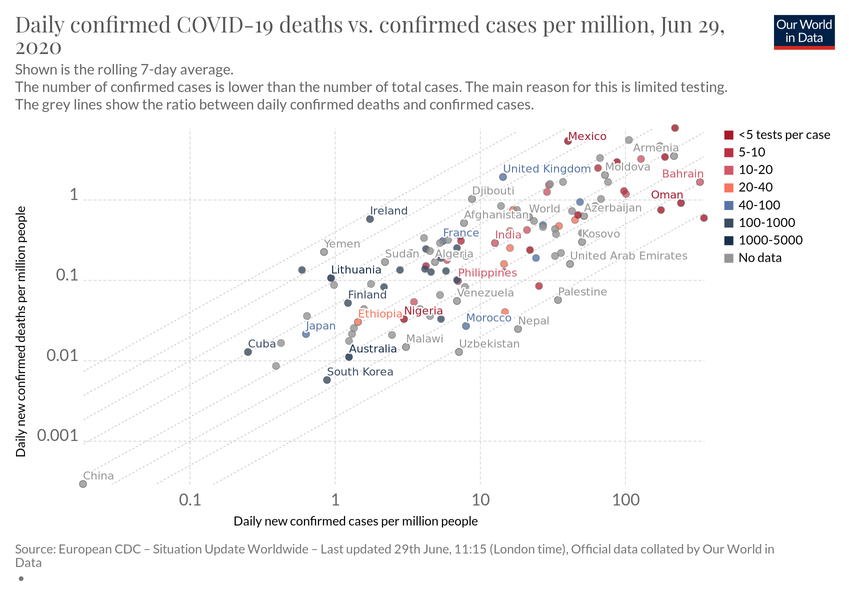 Daily confirmed COVID-19 deaths vs. confirmed cases per million, Jun 29,
2020
Our World
in Data
Shown is the rolling 7-day average.
The number of confirmed cases is lower than the number of total cases. The main reason for this is limited testing.
The grey lines show the ratio between daily confirmed deaths and confirmed cases.
Daily new confirmed deaths per million people
1
0.1
0.01
0.001
Mexico
Armenia
United Kingdom
Moldova
Bahrain
Djibouti
Oman
Ireland
Afghanistan
World
Azerbaijan
France
India
Kosovo
Yemen
Sudan
Algeria
United Arab Emirates
Lithuania
Philippines
Finland
Venezuela
Palestine
Ethiopia
Nigeria
Japan
Morocco
Nepal
Cuba
Australia
Malawi
Uzbekistan
South Korea
China
0.1
1
10
100
Daily new confirmed cases per million people
<5 tests per case
5-10
10-20
20-40
40-100
100-1000
1000-5000
No data
Source: European CDC – Situation Update Worldwide – Last updated 29th June, 11:15 (London time), Official data collated by Our World in
Data